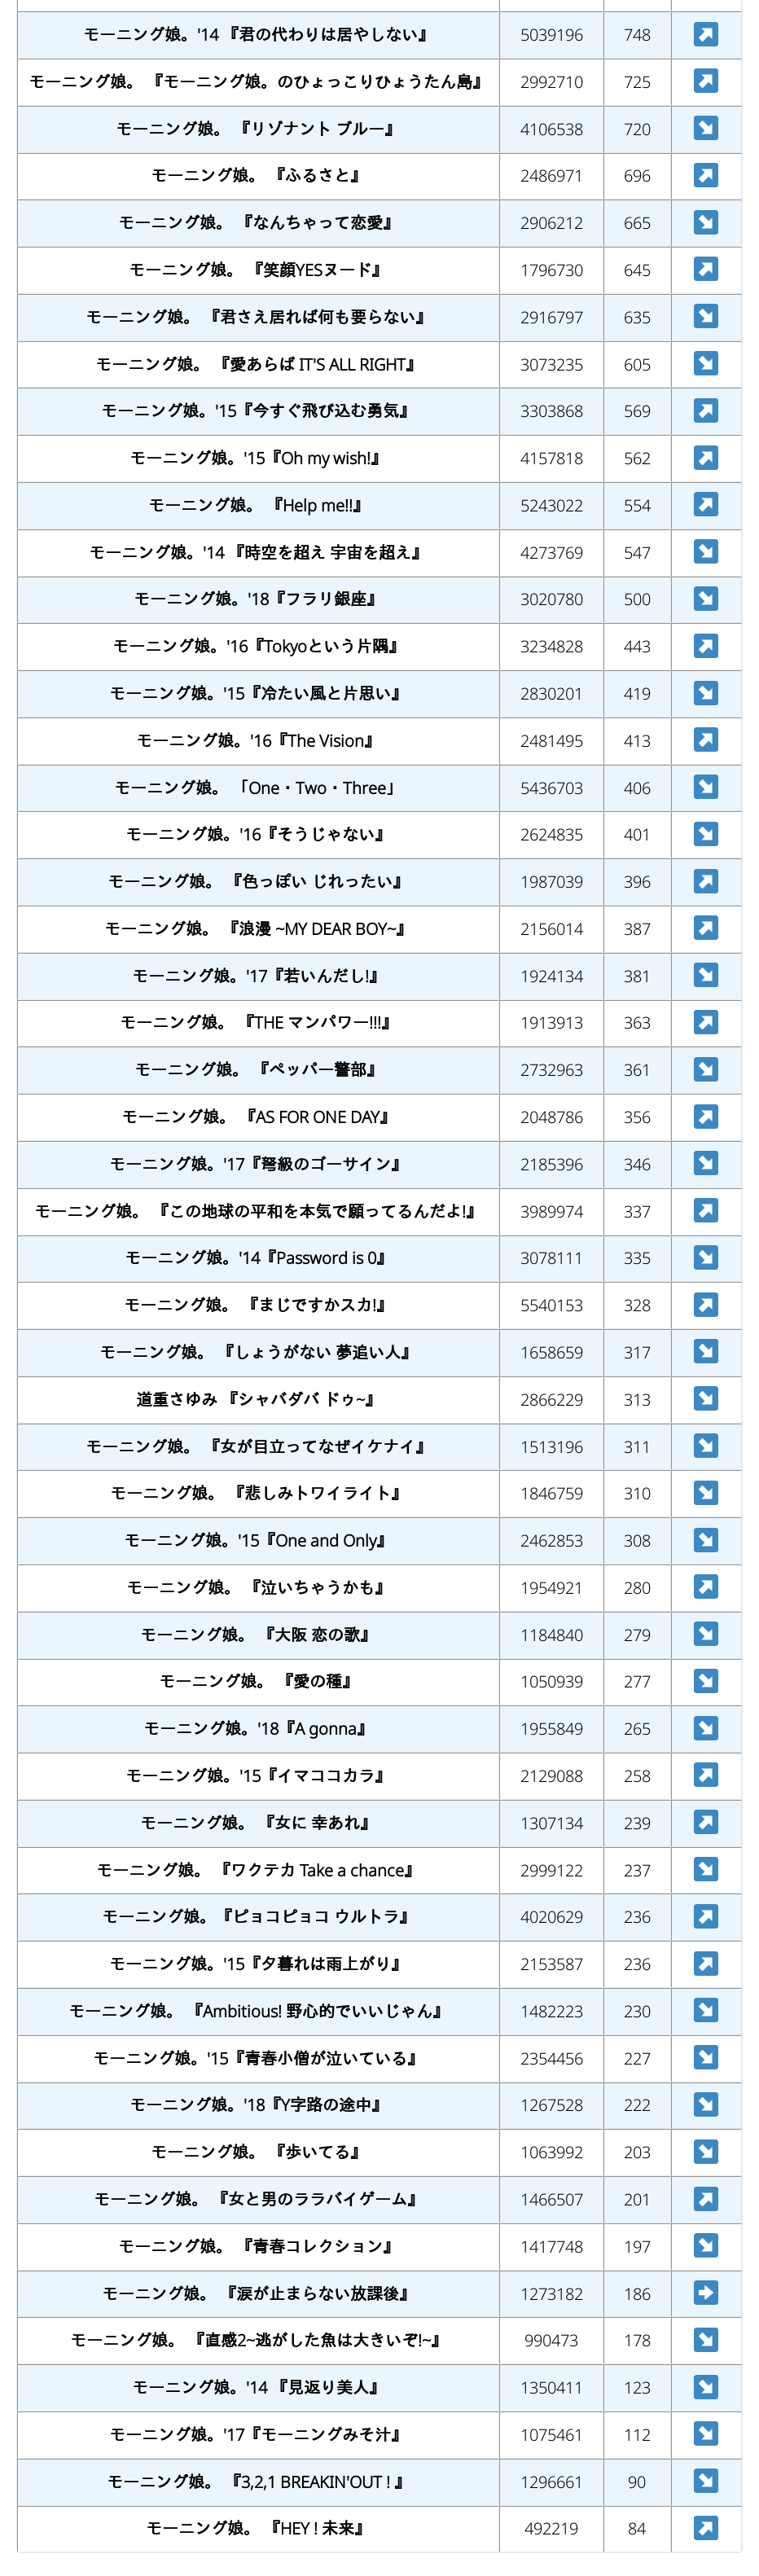 モーニング娘。'14 『君の代わりは居やしない』 5039196 748 ↗
モーニング娘。 『モーニング娘。のひょっこりひょうたん島』 2992710 725 ↗
モーニング娘。 『リゾナント ブルー』 4106538 720 ↘
モーニング娘。 『ふるさと』 2486971 696 ↗
モーニング娘。 『なんちゃって恋愛』 2906212 665 ↘
モーニング娘。 『笑顔YESヌード』 1796730 645 ↗
モーニング娘。 『君さえ居れば何も要らない』 2916797 635 ↘
モーニング娘。 『愛あらば IT'S ALL RIGHT』 3073235 605 ↘
モーニング娘。'15『今すぐ飛び込む勇気』 3303868 569 ↗
モーニング娘。'15『Oh my wish!』 4157818 562 ↗
モーニング娘。 『Help me!!』 5243022 554 ↗
モーニング娘。'14 『時空を超え 宇宙を超え』 4273769 547 ↘
モーニング娘。'18『フラリ銀座』 3020780 500 ↘
モーニング娘。'16『Tokyoという片隅』 3234828 443 ↗
モーニング娘。'15『冷たい風と片思い』 2830201 419 ↘
モーニング娘。'16『The Vision』 2481495 413 ↗
モーニング娘。 「One・Two・Three」 5436703 406 ↘
モーニング娘。'16『そうじゃない』 2624835 401 ↘
モーニング娘。 『色っぽい じれったい』 1987039 396 ↗
モーニング娘。 『浪漫 ~MY DEAR BOY~』 2156014 387 ↗
モーニング娘。'17『若いんだし!』 1924134 381 ↘
モーニング娘。 『THE マンパワー!!!』 1913913 363 ↗
モーニング娘。 『ペッパー警部』 2732963 361 ↘
モーニング娘。 『AS FOR ONE DAY』 2048786 356 ↗
モーニング娘。'17『弩級のゴーサイン』 2185396 346 ↘
モーニング娘。 『この地球の平和を本気で願ってるんだよ!』 3989974 337 ↗
モーニング娘。'14『Password is 0』 3078111 335 ↘
モーニング娘。 『まじですかスカ!』 5540153 328 ↗
モーニング娘。 『しょうがない 夢追い人』 1658659 317 ↘
道重さゆみ 『シャバダバ ドゥ~』 2866229 313 ↘
モーニング娘。 『女が目立ってなぜイケナイ』 1513196 311 ↘
モーニング娘。 『悲しみトワイライト』 1846759 310 ↘
モーニング娘。'15『One and Only』 2462853 308 ↘
モーニング娘。 『泣いちゃうかも』 1954921 280 ↗
モーニング娘。 『大阪 恋の歌』 1184840 279 ↘
モーニング娘。 『愛の種』 1050939 277 ↘
モーニング娘。'18『A gonna』 1955849 265 ↘
モーニング娘。'15『イマココカラ』 2129088 258 ↗
モーニング娘。 『女に 幸あれ』 1307134 239 ↗
モーニング娘。 『ワクテカ Take a chance』 2999122 237 ↘
モーニング娘。『ピョコピョコ ウルトラ』 4020629 236 ↗
モーニング娘。'15『夕暮れは雨上がり』 2153587 236 ↗
モーニング娘。 『Ambitious! 野心的でいいじゃん』 1482223 230 ↘
モーニング娘。'15『青春小僧が泣いている』 2354456 227 ↘
モーニング娘。'18『Y字路の途中』 1267528 222 ↘
モーニング娘。 『歩いてる』 1063992 203 ↘
モーニング娘。 『女と男のララバイゲーム』 1466507 201 ↗
モーニング娘。 『青春コレクション』 1417748 197 ↘
モーニング娘。 『涙が止まらない放課後』 1273182 186 ➡
モーニング娘。 『直感2~逃がした魚は大きいぞ!~』 990473 178 ↘
モーニング娘。'14 『見返り美人』 1350411 123 ↘
モーニング娘。'17『モーニングみそ汁』 1075461 112 ↘
モーニング娘。 『3,2,1 BREAKIN'OUT ! 』 1296661 90 ↘
モーニング娘。 『HEY ! 未来』 492219 84 ↗